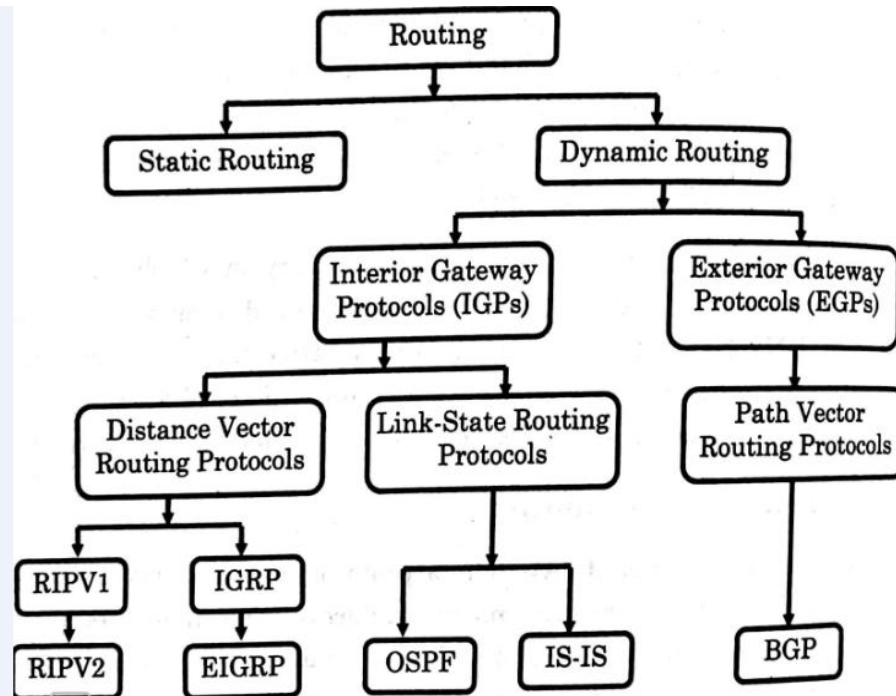 Routing
Static Routing
Dynamic Routing
Interior Gateway
Protocols (IGPs)
Exterior Gateway
Protocols (EGPs)
Distance Vector
Routing Protocols
Link-State Routing
Protocols
Path Vector
Routing Protocols
RIPV1
IGRP
RIPV2
EIGRP
OSPF
IS-IS
BGP